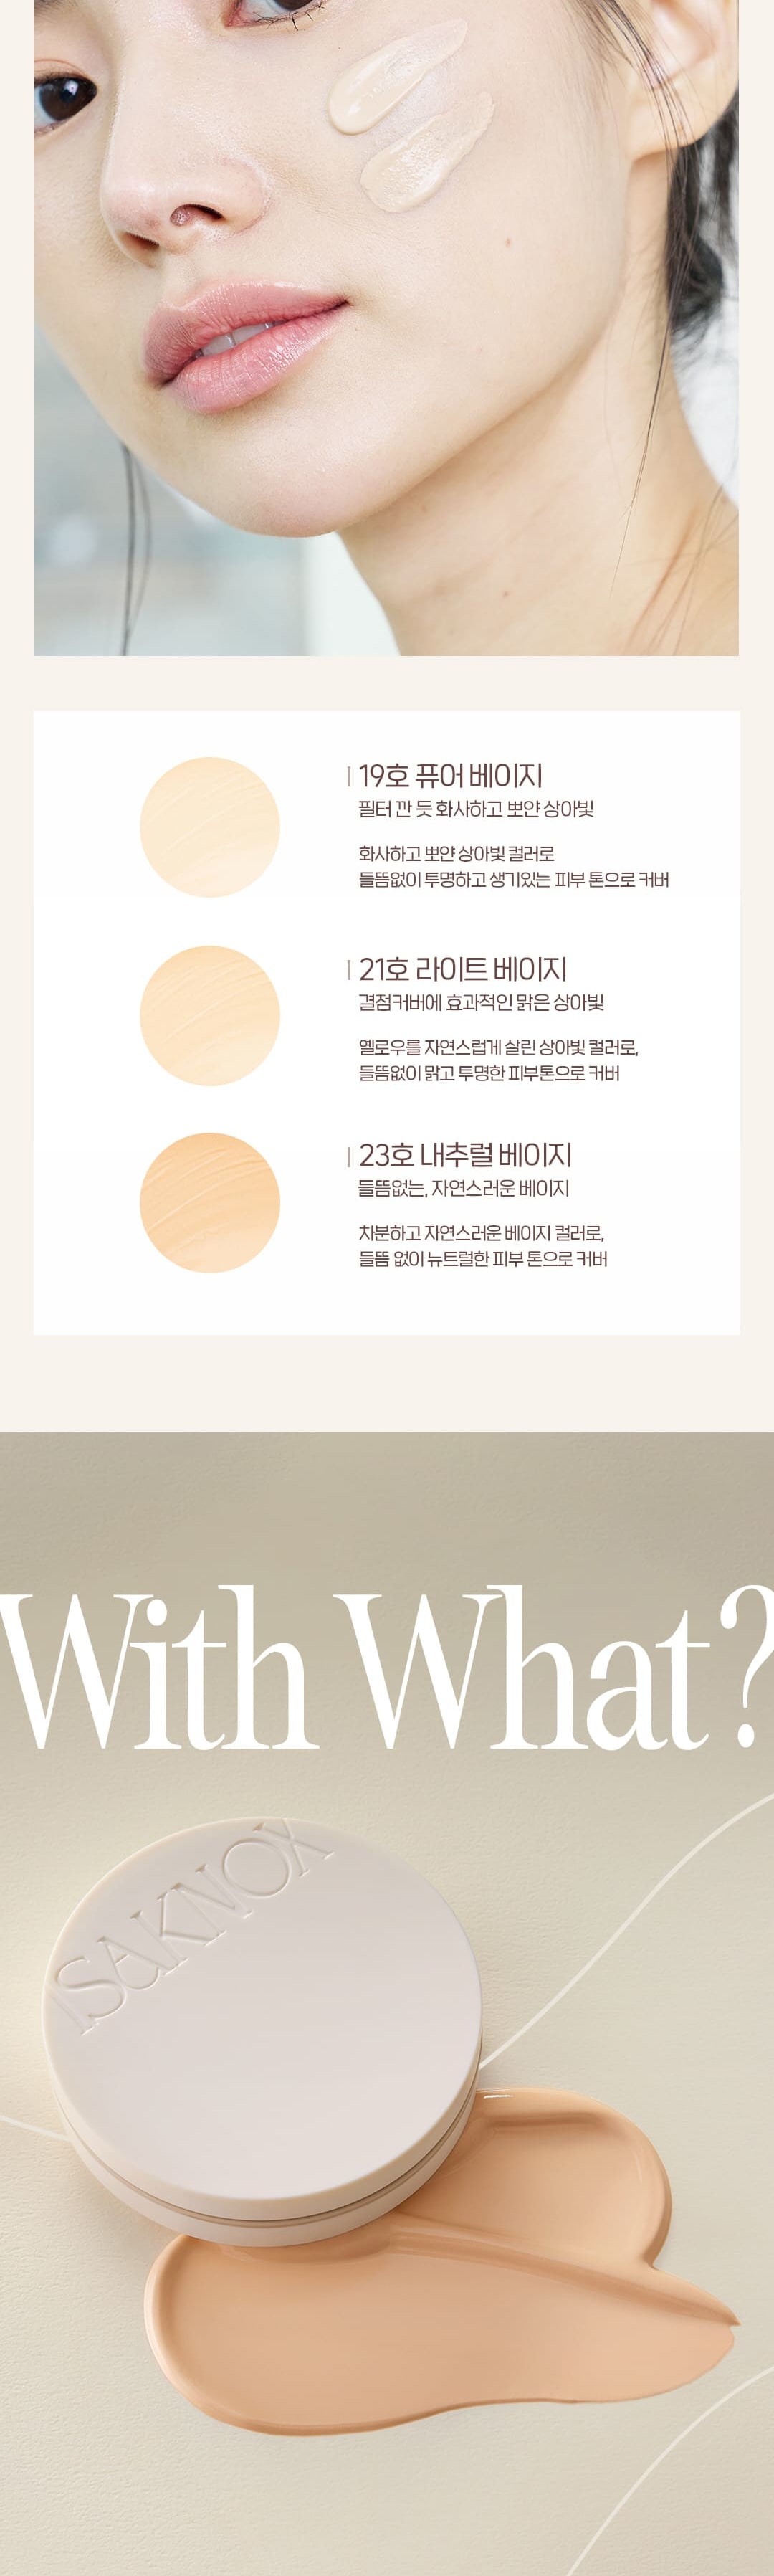 19호 퓨어 베이지
필터 깐 듯 화사하고 뽀얀 상아빛
화사하고 뽀얀 상아빛 컬러로
들뜸없이 투명하고 생기있는 피부 톤으로 커버
21호 라이트 베이지
결점커버에 효과적인 맑은 상아빛
옐로우를 자연스럽게 살린 상아빛 컬러로,
들뜸없이 맑고 투명한 피부톤으로 커버
23호 내추럴 베이지
들뜸없는, 자연스러운 베이지
차분하고 자연스러운 베이지 컬러로,
들뜸 없이 뉴트럴한 피부 톤으로 커버
With What?
ISAKNOX